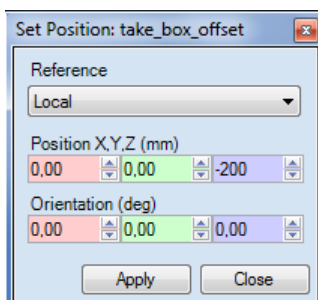 Set Position: take_box_offset
Reference
Local
Position X,Y,Z (mm)
0,00 0,00 -200
Orientation (deg)
0,00 0,00 0,00
Apply Close